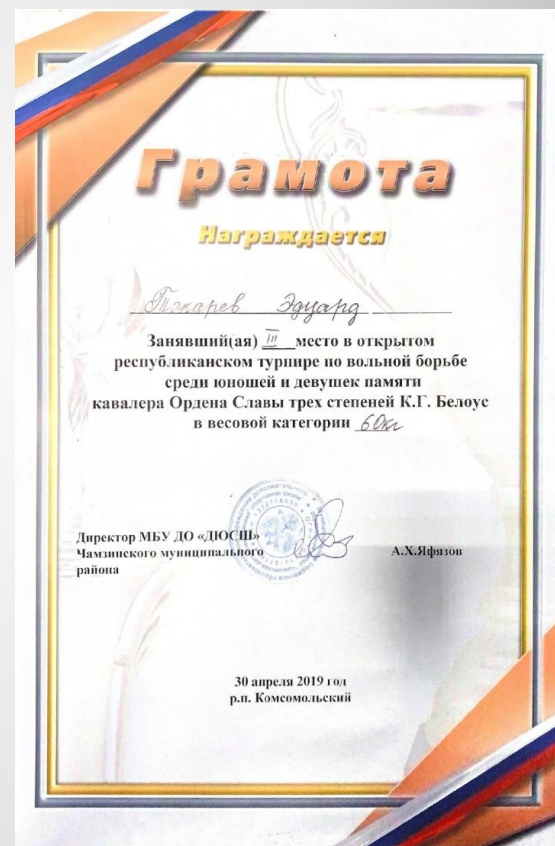 Грамота
Награждается
Токарев Эдуард
Занявший(ая) III место в открытом
республиканском турнире по вольной борьбе
среди юношей и девушек памяти
кавалера Ордена Славы трех степеней К.Г. Белоус
в весовой категории 60кг
Директор МБУ ДО «ДЮСШ»
Чамзинского муниципального
района
А.Х.Яфязов
30 апреля 2019 год
р.п. Комсомольский